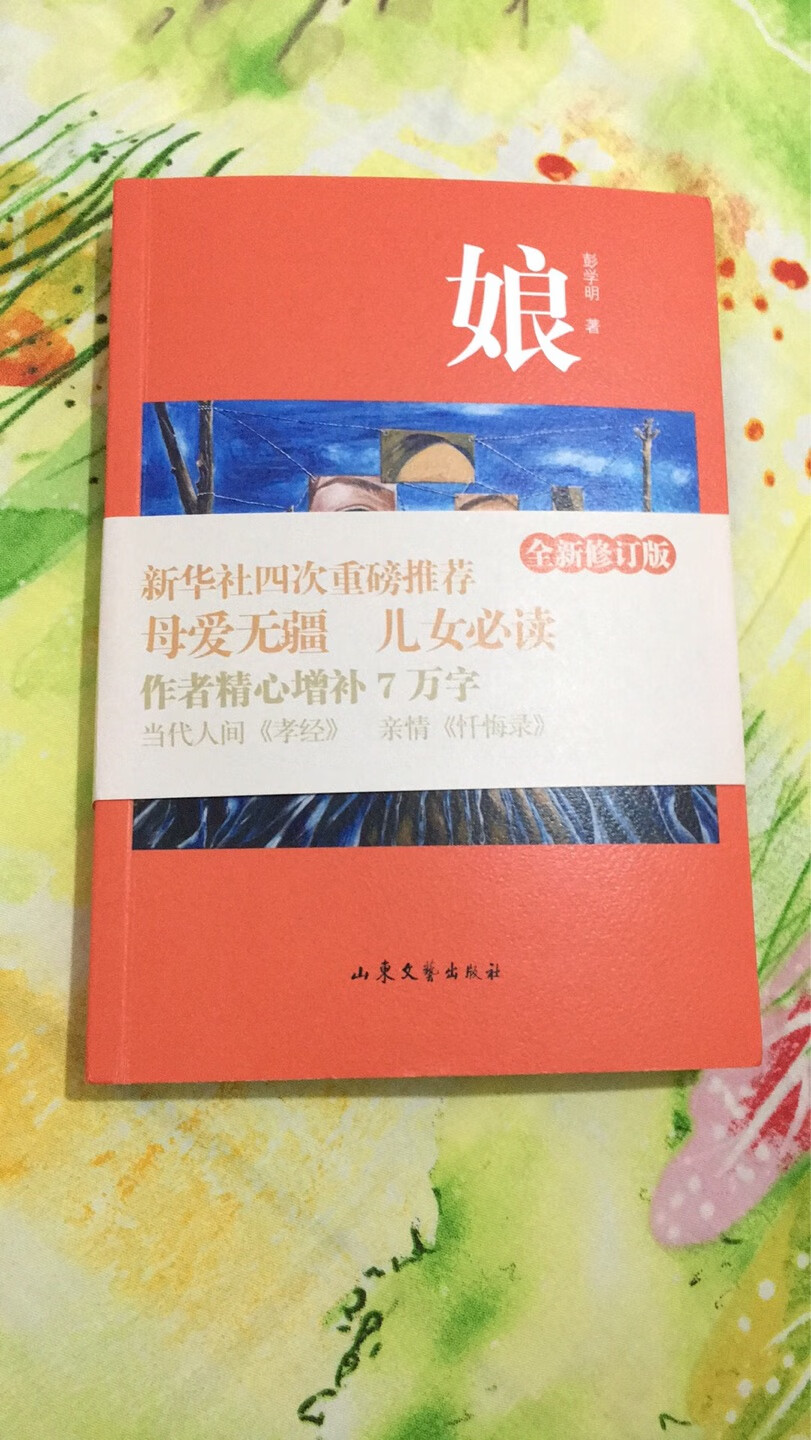 娘
彭学明 著
全新修订版
新华社四次重磅推荐
母爱无疆 儿女必读
作者精心增补7万字
当代人间《孝经》 亲情《忏悔录》
山东文艺出版社